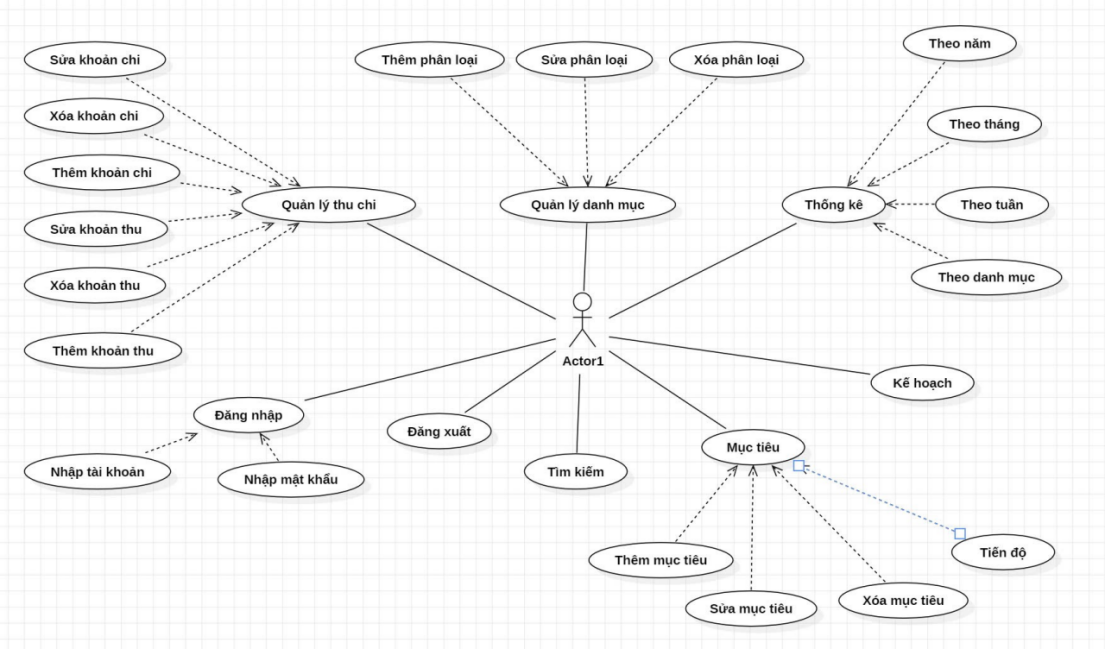 Theo năm
Sửa khoản chi
Thêm phân loại
Sửa phân loại
Xóa phân loại
Xóa khoản chi
Theo tháng
Thêm khoản chi
Quản lý thu chi
Quản lý danh mục
Thống kê
Theo tuần
Sửa khoản thu
Xóa khoản thu
Theo danh mục
Thêm khoản thu
Actor1
Kế hoạch
Đăng nhập
Đăng xuất
Mục tiêu
Nhập tài khoản
Nhập mật khẩu
Tìm kiếm
Tiến độ
Thêm mục tiêu
Sửa mục tiêu
Xóa mục tiêu